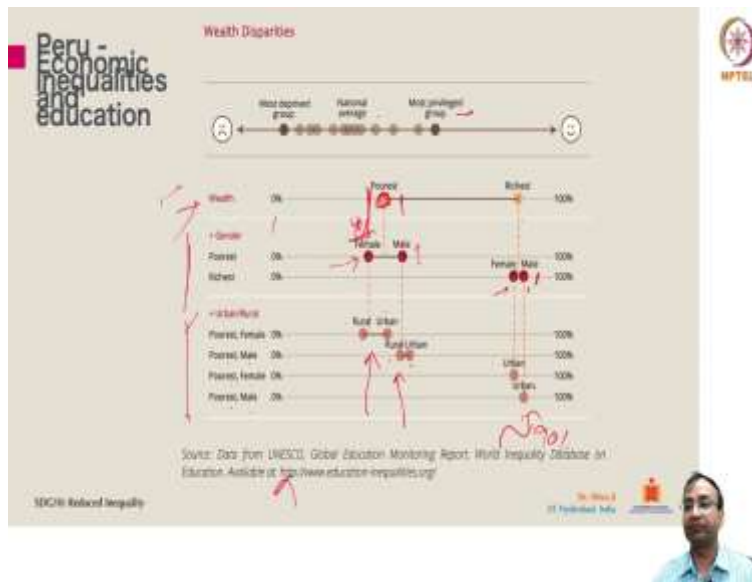 Peru -
Economic
Inequalities
and
education
Wealth Disparities
NPTEL
Most deprived group
National average
Most privileged group
Wealth 0% Poorest Richest 100%
+ Gender
Female Male
Poorest 0% 100%
Female Male
Richest 0% 100%
+ Urban/Rural
Rural Urban
Poorest, Female 0% 100%
Rural Urban
Poorest, Male 0% 100%
Urban
Poorest, Female 0% 100%
Urban
Poorest, Male 0% 100%
Source: Data from UNESCO, Global Education Monitoring Report: World Inequality Database on
Education. Available at http://www.education-inequalities.org/
Reduced Inequality
IT Hyderabad, India